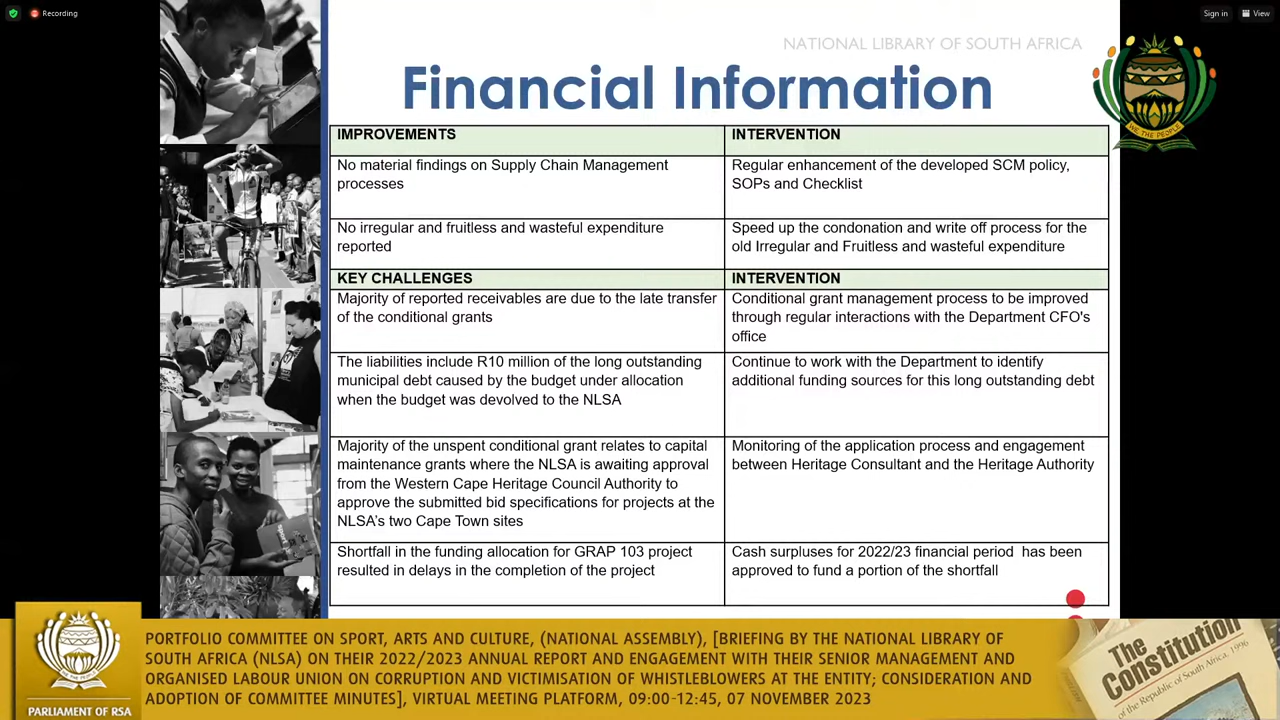 Recording
Sign in
View
NATIONAL LIBRARY OF SOUTH AFRICA
Financial Information
WE, THE PEOPLE
IMPROVEMENTS
INTERVENTION
No material findings on Supply Chain Management
processes
Regular enhancement of the developed SCM policy,
SOPs and Checklist
No irregular and fruitless and wasteful expenditure
reported
Speed up the condonation and write off process for the
old Irregular and Fruitless and wasteful expenditure
KEY CHALLENGES
INTERVENTION
Majority of reported receivables are due to the late transfer
of the conditional grants
Conditional grant management process to be improved
through regular interactions with the Department CFO's
office
The liabilities include R10 million of the long outstanding
municipal debt caused by the budget under allocation
when the budget was devolved to the NLSA
Continue to work with the Department to identify
additional funding sources for this long outstanding debt
Majority of the unspent conditional grant relates to capital
maintenance grants where the NLSA is awaiting approval
from the Western Cape Heritage Council Authority to
approve the submitted bid specifications for projects at the
NLSA's two Cape Town sites
Monitoring of the application process and engagement
between Heritage Consultant and the Heritage Authority
Shortfall in the funding allocation for GRAP 103 project
resulted in delays in the completion of the project
Cash surpluses for 2022/23 financial period has been
approved to fund a portion of the shortfall
PARLIAMENT OF RSA
PORTFOLIO COMMITTEE ON SPORT, ARTS AND CULTURE, (NATIONAL ASSEMBLY), [BRIEFING BY THE NATIONAL LIBRARY OF
SOUTH AFRICA (NLSA) ON THEIR 2022/2023 ANNUAL REPORT AND ENGAGEMENT WITH THEIR SENIOR MANAGEMENT AND
ORGANISED LABOUR UNION ON CORRUPTION AND VICTIMISATION OF WHISTLEBLOWERS AT THE ENTITY; CONSIDERATION AND
ADOPTION OF COMMITTEE MINUTES], VIRTUAL MEETING PLATFORM, 09:00-12:45, 07 NOVEMBER 2023
The
Constitution
of the Republic of South Africa, 1996